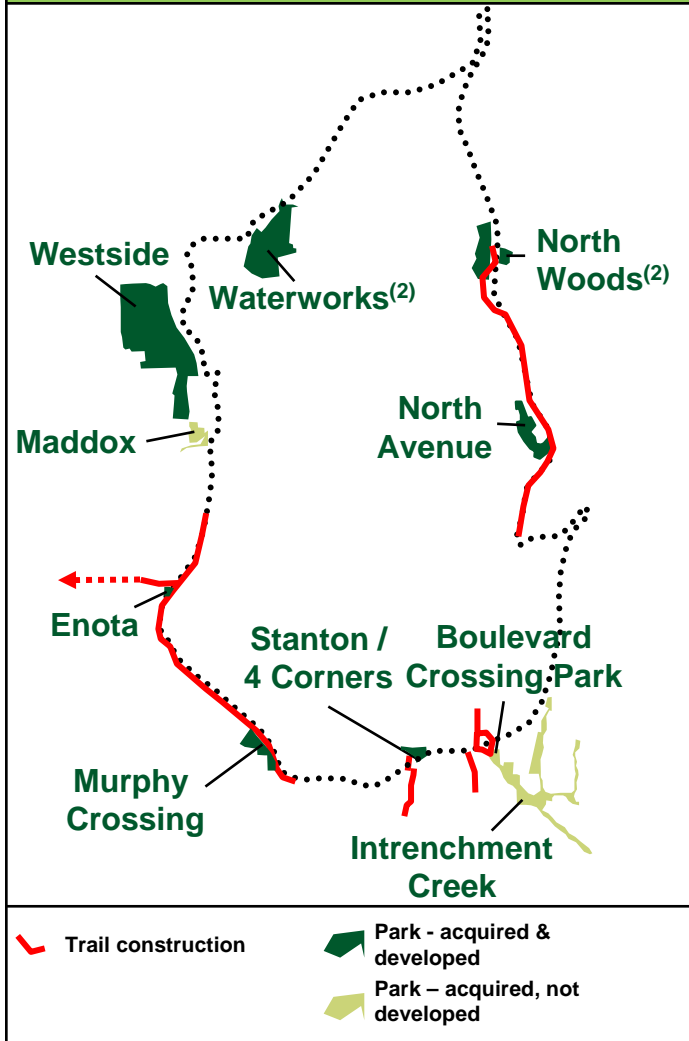 Westside
Waterworks(2)
North
Woods(2)
Maddox
North
Avenue
Enota
Stanton /
4 Corners
Boulevard
Crossing Park
Murphy
Crossing
Intrenchment
Creek
Trail construction
Park - acquired &
developed
Park – acquired, not
developed